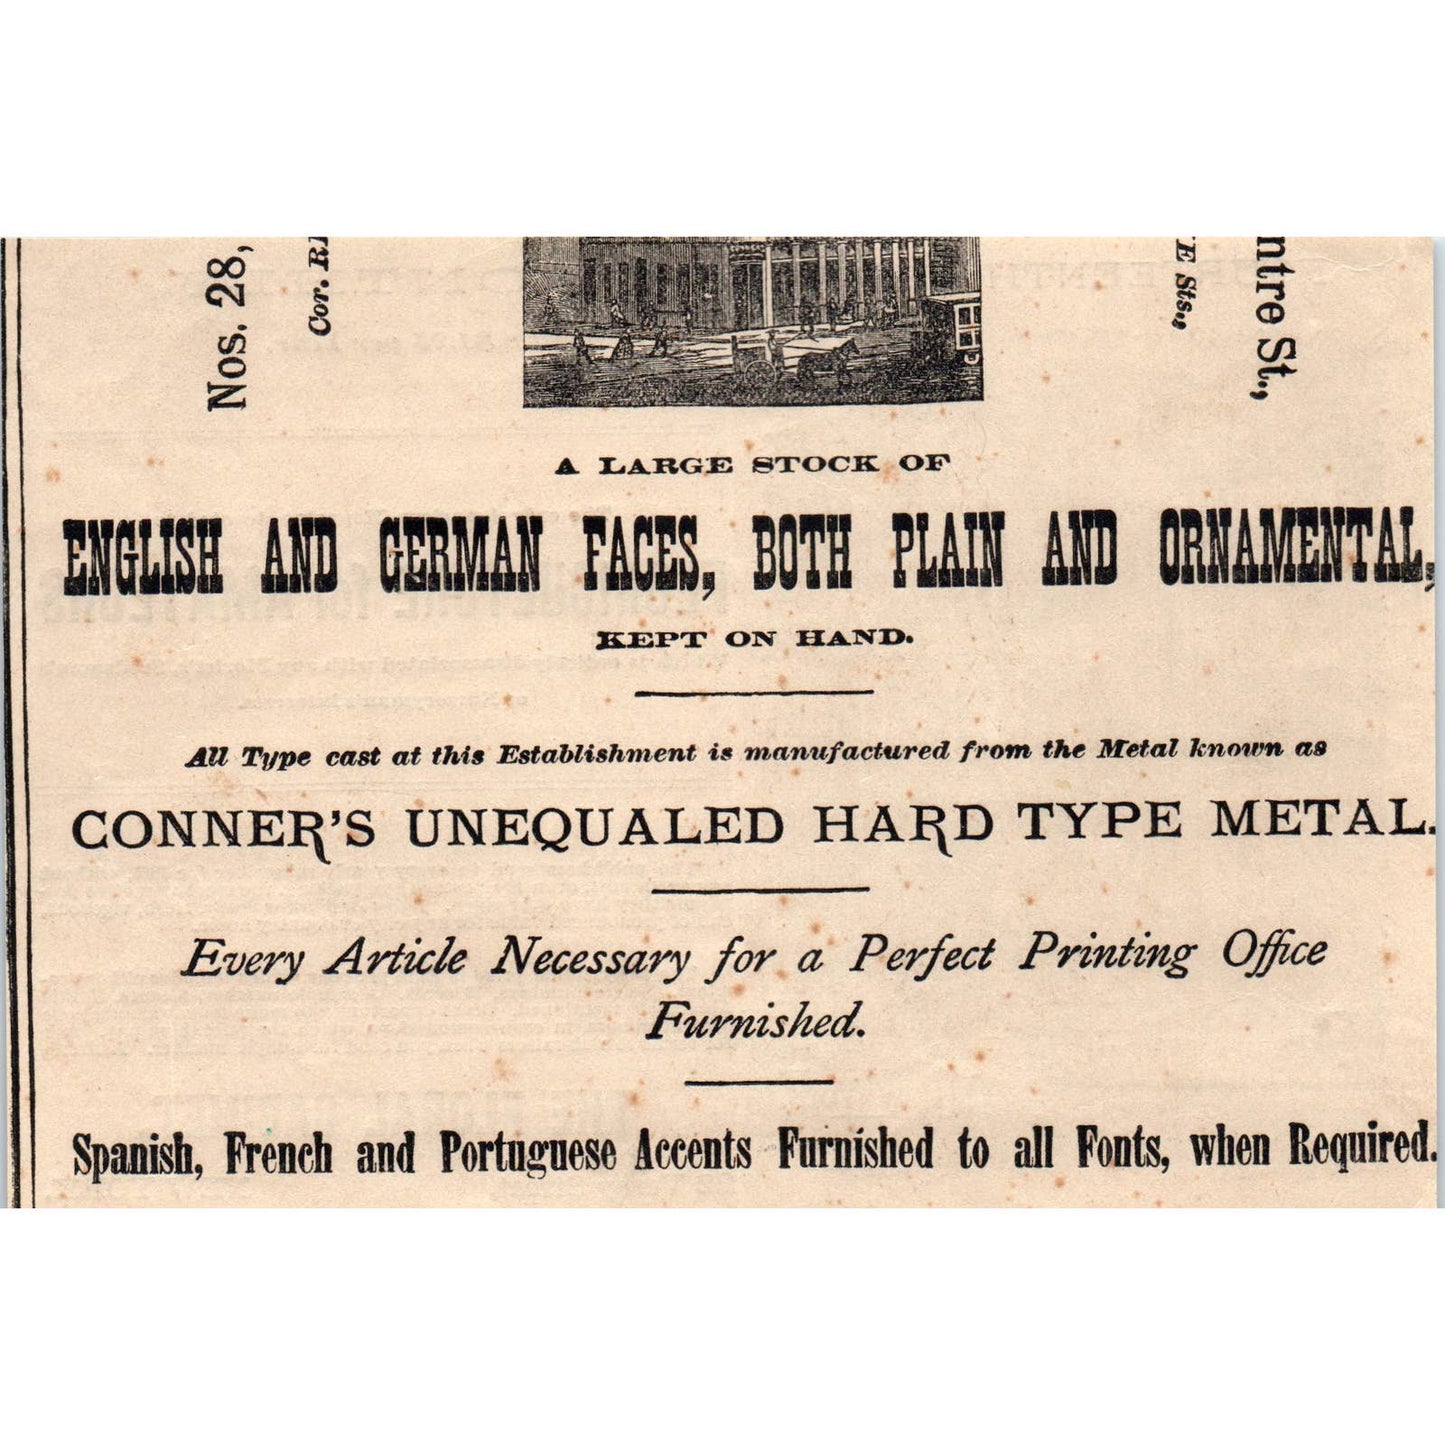 Nos. 28,
Cor.
Sts.,
St.,
A LARGE STOCK OF
ENGLISH AND GERMAN FACES, BOTH PLAIN AND ORNAMENTAL,
KEPT ON HAND.
All Type cast at this Establishment is manufactured from the Metal known as
CONNER'S UNEQUALED HARD TYPE METAL.
Every Article Necessary for a Perfect Printing Office
Furnished.
Spanish, French and Portuguese Accents Furnished to all Fonts, when Required.